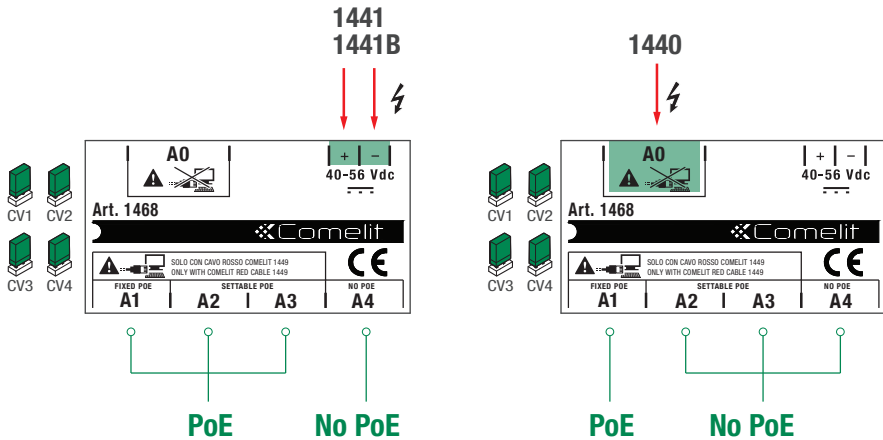 1441
1441B
A0
+ -
40-56 Vdc
CV1 CV2
Art. 1468
Comelit
CV3 CV4
SOLO CON CAVO ROSSO COMELIT 1449
ONLY WITH COMELIT RED CABLE 1449
CE
FIXED POE SETTABLE POE NO POE
A1 A2 A3 A4
PoE No PoE
1440
A0
+ -
40-56 Vdc
CV1 CV2
Art. 1468
Comelit
CV3 CV4
SOLO CON CAVO ROSSO COMELIT 1449
ONLY WITH COMELIT RED CABLE 1449
CE
FIXED POE SETTABLE POE NO POE
A1 A2 A3 A4
PoE No PoE